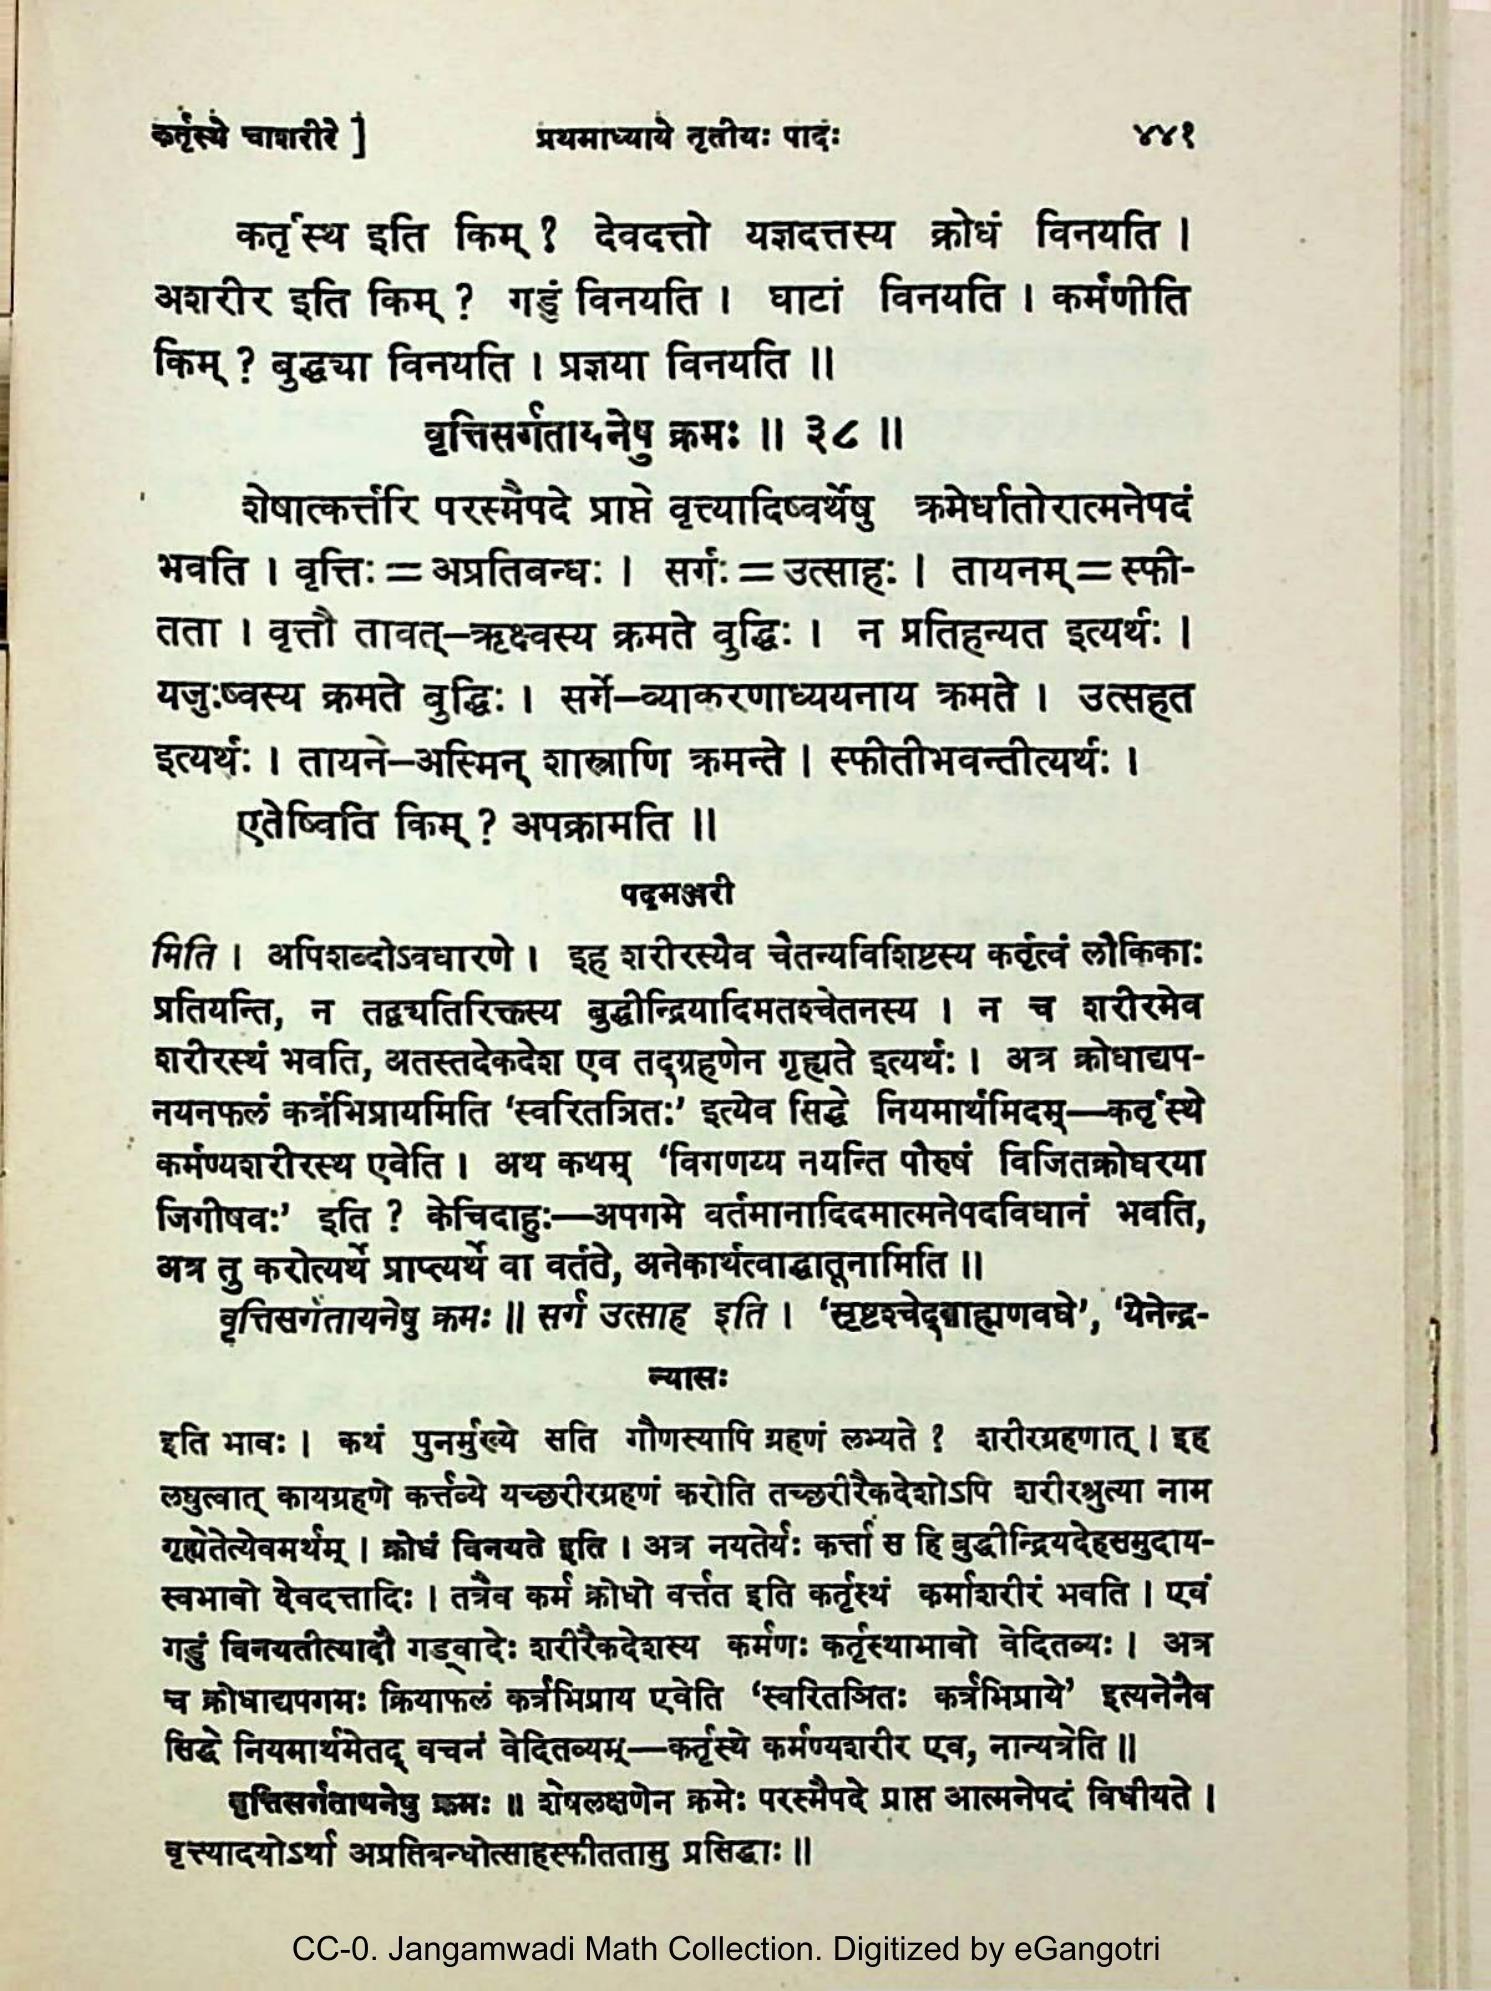 कर्तृस्थे चाशरीरे ] प्रथमाध्याये तृतीयः पादः ४४१
कर्तृस्थ इति किम् ? देवदत्तो यज्ञदत्तस्य क्रोधं विनयति ।
अशरीर इति किम् ? गडुं विनयति । घाटां विनयति । कर्मणीति
किम् ? बुद्ध्या विनयति । प्रज्ञया विनयति ॥
वृत्तिसर्गतायनेषु क्रमः ॥ ३८ ॥
शेषात्कर्त्तरि परस्मैपदे प्राप्ते वृत्त्यादिष्वर्थेषु क्रमेर्धातोरात्मनेपदं
भवति । वृत्तिः = अप्रतिबन्धः । सर्गः = उत्साहः । तायनम् = स्फी-
तता । वृत्तौ तावत्–ऋक्ष्वस्य क्रमते बुद्धिः । न प्रतिहन्यत इत्यर्थः ।
यजुःष्वस्य क्रमते बुद्धिः । सर्गे–व्याकरणाध्ययनाय क्रमते । उत्सहत
इत्यर्थः । तायने–अस्मिन् शास्त्राणि क्रमन्ते । स्फीतीभवन्तीत्यर्थः ।
एतेष्विति किम् ? अपक्रामति ॥
पदमञ्जरी
मिति । अपिशब्दोऽवधारणे । इह शरीरस्यैव चेतन्यविशिष्टस्य कर्तृत्वं लौकिकाः
प्रतियन्ति, न तद्व्यतिरिक्तस्य बुद्धीन्द्रियादिमतश्चेतनस्य । न च शरीरमेव
शरीरस्थं भवति, अतस्तदेकदेश एव तद्ग्रहणेन गृह्यते इत्यर्थः । अत्र क्रोधाद्यप-
नयनफलं कर्त्रभिप्रायमिति ‘स्वरितञितः’ इत्येव सिद्धे नियमार्थमिदम्—कर्तृस्थे
कर्मण्यशरीरस्थ एवेति । अथ कथम् ‘विगणय्य नयन्ति पौरुषं विजितक्रोधरया
जिगीषवः’ इति ? केचिदाहुः—अपगमे वर्तमानादिदमात्मनेपदविधानं भवति,
अत्र तु करोत्यर्थे प्राप्त्यर्थे वा वर्तते, अनेकार्थत्वाद्धातूनामिति ॥
वृत्तिसर्गतायनेषु क्रमः ॥ सर्ग उत्साह इति । ‘सृष्टश्चेद्ब्राह्मणवधे’, ‘येनेन्द्र-
न्यासः
इति भावः । कथं पुनर्मुख्ये सति गौणस्यापि ग्रहणं लभ्यते ? शरीरग्रहणात् । इह
लघुत्वात् कायग्रहणे कर्त्तव्ये यच्छरीरग्रहणं करोति तच्छरीरैकदेशोऽपि शरीरश्रुत्या नाम
गृह्येतेत्येवमर्थम् । क्रोधं विनयते इति । अत्र नयतेर्यः कर्त्ता स हि बुद्धीन्द्रियदेहसमुदाय-
स्वभावो देवदत्तादिः । तत्रैव कर्म क्रोधो वर्त्तत इति कर्तृस्थं कर्माशरीरं भवति । एवं
गडुं विनयतीत्यादौ गड्वादेः शरीरैकदेशस्य कर्मणः कर्तृस्थाभावो वेदितव्यः । अत्र
च क्रोधाद्यपगमः क्रियाफलं कर्त्रभिप्राय एवेति ‘स्वरितञितः कर्त्रभिप्राये’ इत्यनेनैव
सिद्धे नियमार्थमेतद् वचनं वेदितव्यम्—कर्तृस्थे कर्मण्यशरीर एव, नान्यत्रेति ॥
वृत्तिसर्गतायनेषु क्रमः ॥ शेषलक्षणेन क्रमेः परस्मैपदे प्राप्त आत्मनेपदं विधीयते ।
वृत्त्यादयोऽर्था अप्रतिबन्धोत्साहस्फीततासु प्रसिद्धाः ॥
CC-0. Jangamwadi Math Collection. Digitized by eGangotri